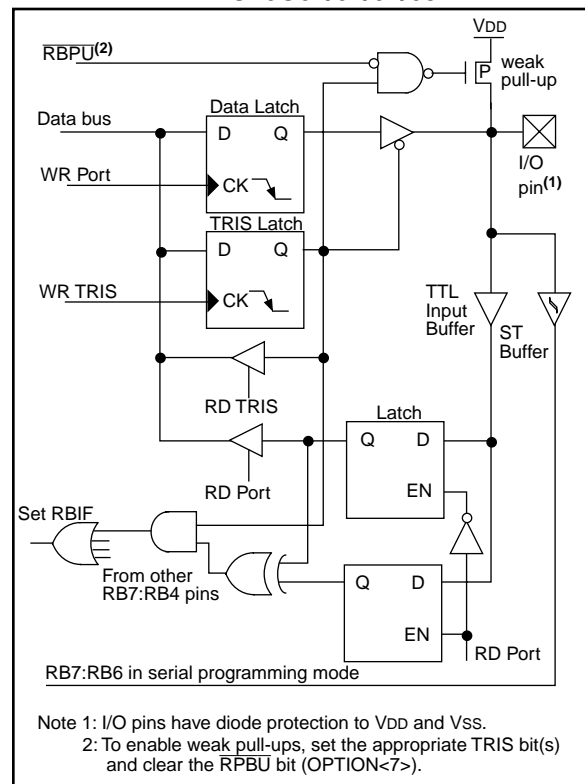 VDD
RBPU(2)
weak
pull-up
P
Data Latch
Data bus
D Q
I/O
pin(1)
WR Port
CK
TRIS Latch
D Q
WR TRIS
CK
TTL
Input
Buffer
ST
Buffer
RD TRIS
Latch
Q D
RD Port
EN
Set RBIF
From other
RB7:RB4 pins
Q D
EN
RD Port
RB7:RB6 in serial programming mode
Note 1: I/O pins have diode protection to VDD and VSS.
2: To enable weak pull-ups, set the appropriate TRIS bit(s)
and clear the RPBU bit (OPTION<7>).